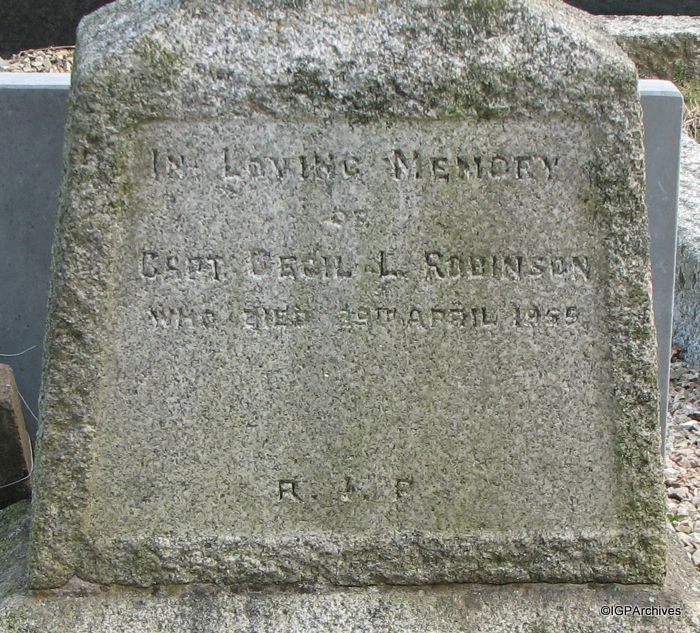 In Loving Memory
of
Capt. Cecil L. Robinson
who died 29th April 1955
R. A. F.
©IGPArchives